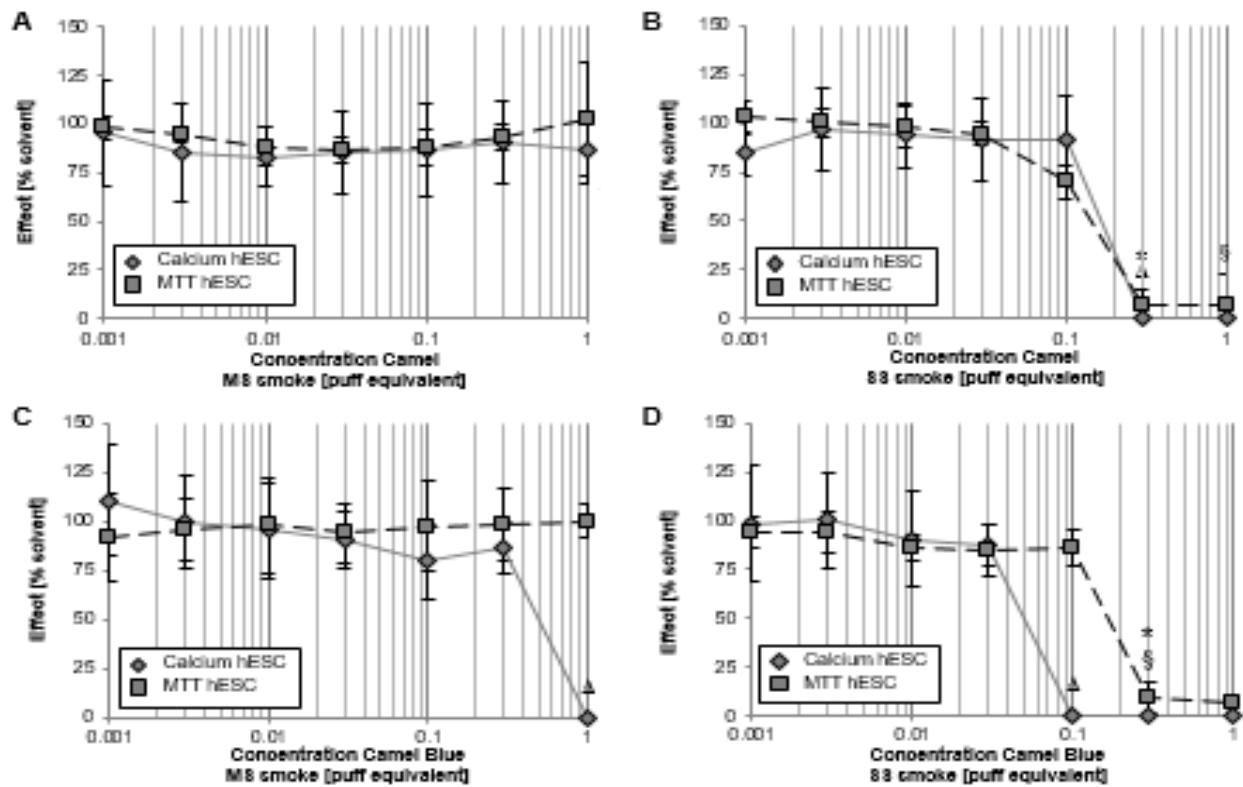 A
150
125
100
75
50
25
0
Effect [% solvent]
Calcium hESC
MTT hESC
0.001
0.01
0.1
1
Concentration Camel
MS smoke [puff equivalent]
B
150
125
100
75
50
25
0
Effect [% solvent]
*
Δ
§
Calcium hESC
MTT hESC
0.001
0.01
0.1
1
Concentration Camel
SS smoke [puff equivalent]
C
150
125
100
75
50
25
0
Effect [% solvent]
Δ
Calcium hESC
MTT hESC
0.001
0.01
0.1
1
Concentration Camel Blue
MS smoke [puff equivalent]
D
150
125
100
75
50
25
0
Effect [% solvent]
*
§
Δ
Calcium hESC
MTT hESC
0.001
0.01
0.1
1
Concentration Camel Blue
SS smoke [puff equivalent]